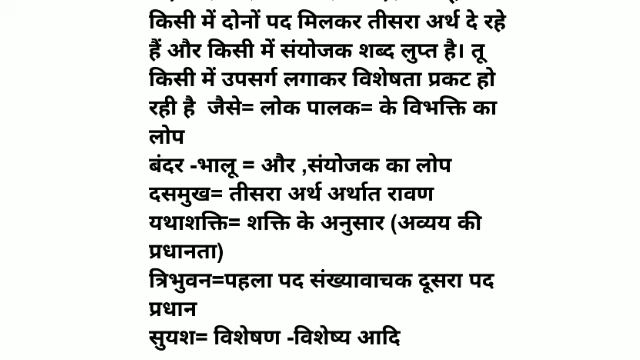 किसी में दोनों पद मिलकर तीसरा अर्थ दे रहे
हैं और किसी में संयोजक शब्द लुप्त है। तू
किसी में उपसर्ग लगाकर विशेषता प्रकट हो
रही है जैसे= लोक पालक= के विभक्ति का
लोप
बंदर -भालू = और ,संयोजक का लोप
दसमुख= तीसरा अर्थ अर्थात रावण
यथाशक्ति= शक्ति के अनुसार (अव्यय की
प्रधानता)
त्रिभुवन=पहला पद संख्यावाचक दूसरा पद
प्रधान
सुयश= विशेषण -विशेष्य आदि